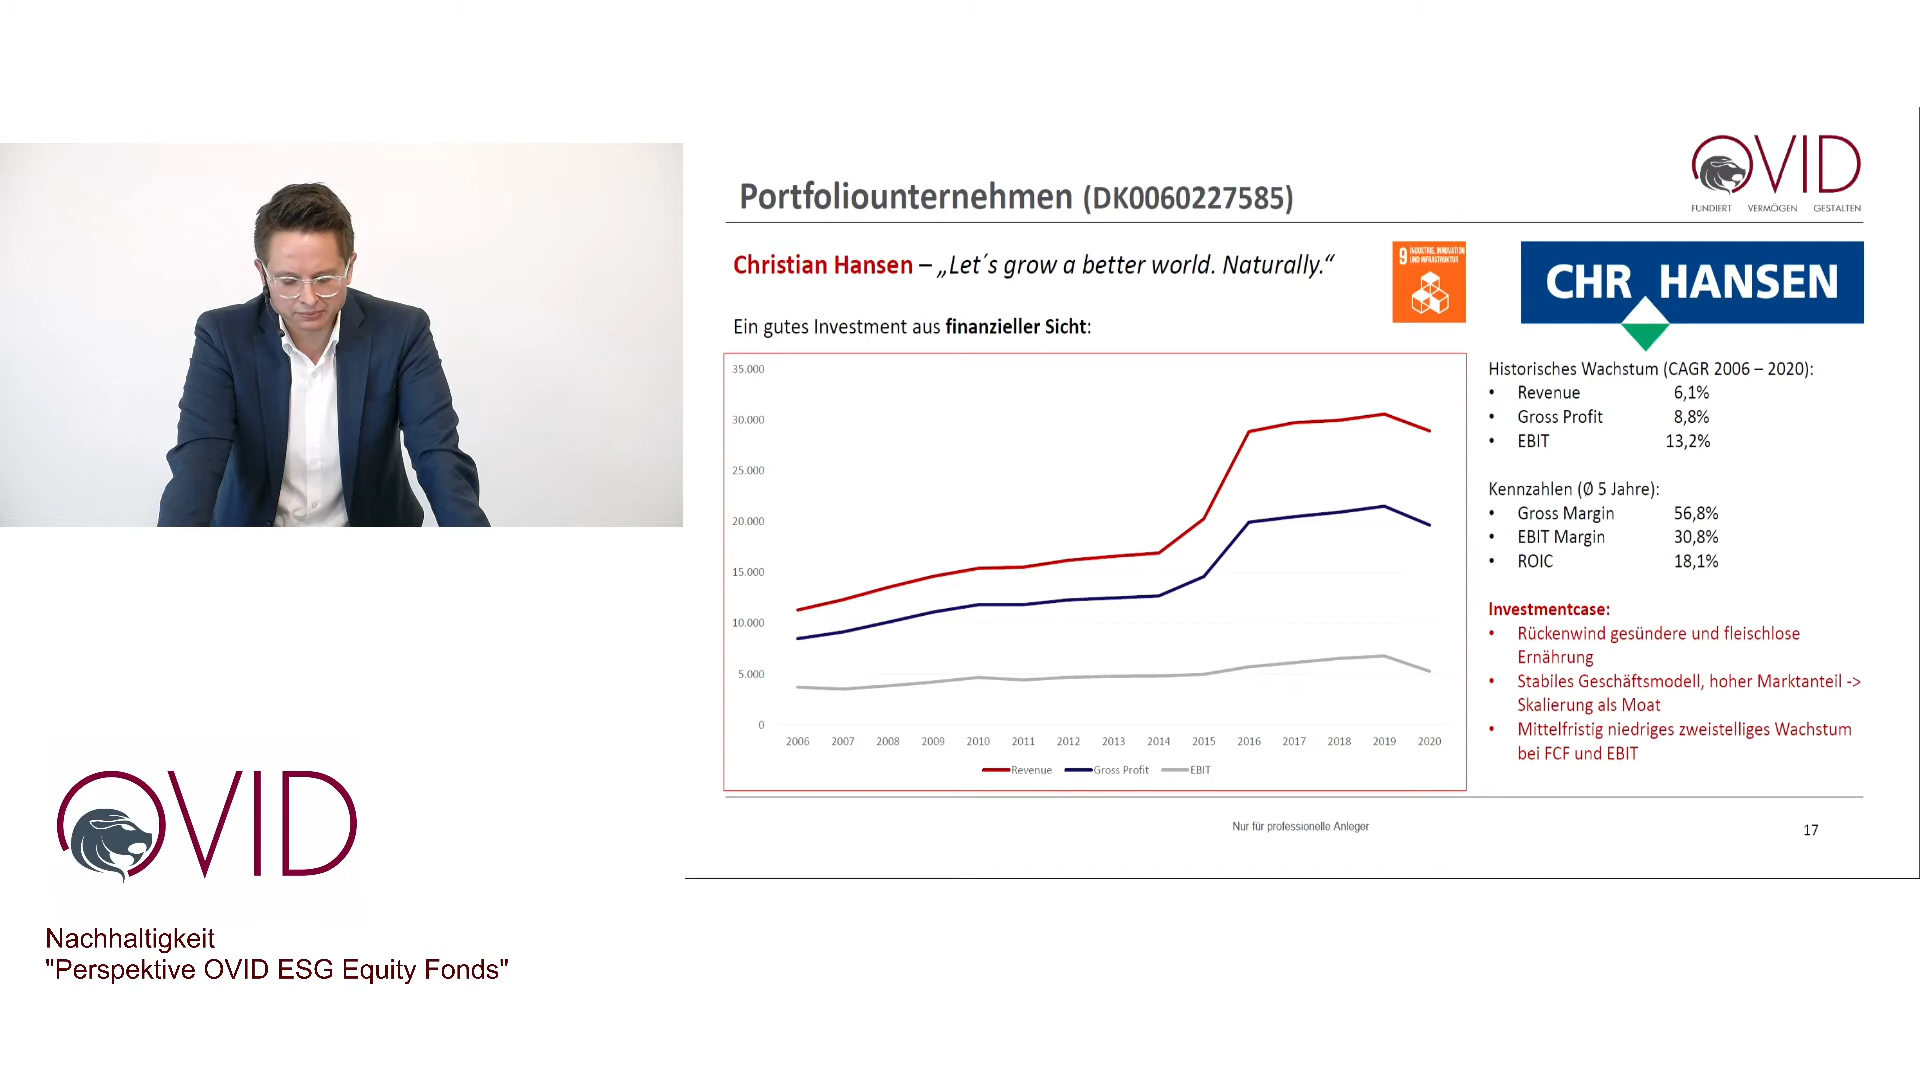 OVID
FUNDIERT VERMÖGEN GESTALTEN
Portfoliounternehmen (DK0060227585)
Christian Hansen – „Let´s grow a better world. Naturally.“
9 INDUSTRIE, INNOVATION
UND INFRASTRUKTUR
CHR HANSEN
Ein gutes Investment aus finanzieller Sicht:
35.000
30.000
25.000
20.000
15.000
10.000
5.000
0
2006 2007 2008 2009 2010 2011 2012 2013 2014 2015 2016 2017 2018 2019 2020
Revenue Gross Profit EBIT
Historisches Wachstum (CAGR 2006 – 2020):
• Revenue 6,1%
• Gross Profit 8,8%
• EBIT 13,2%
Kennzahlen (Ø 5 Jahre):
• Gross Margin 56,8%
• EBIT Margin 30,8%
• ROIC 18,1%
Investmentcase:
• Rückenwind gesündere und fleischlose
Ernährung
• Stabiles Geschäftsmodell, hoher Marktanteil ->
Skalierung als Moat
• Mittelfristig niedriges zweistelliges Wachstum
bei FCF und EBIT
Nur für professionelle Anleger
17
OVID
Nachhaltigkeit
"Perspektive OVID ESG Equity Fonds"